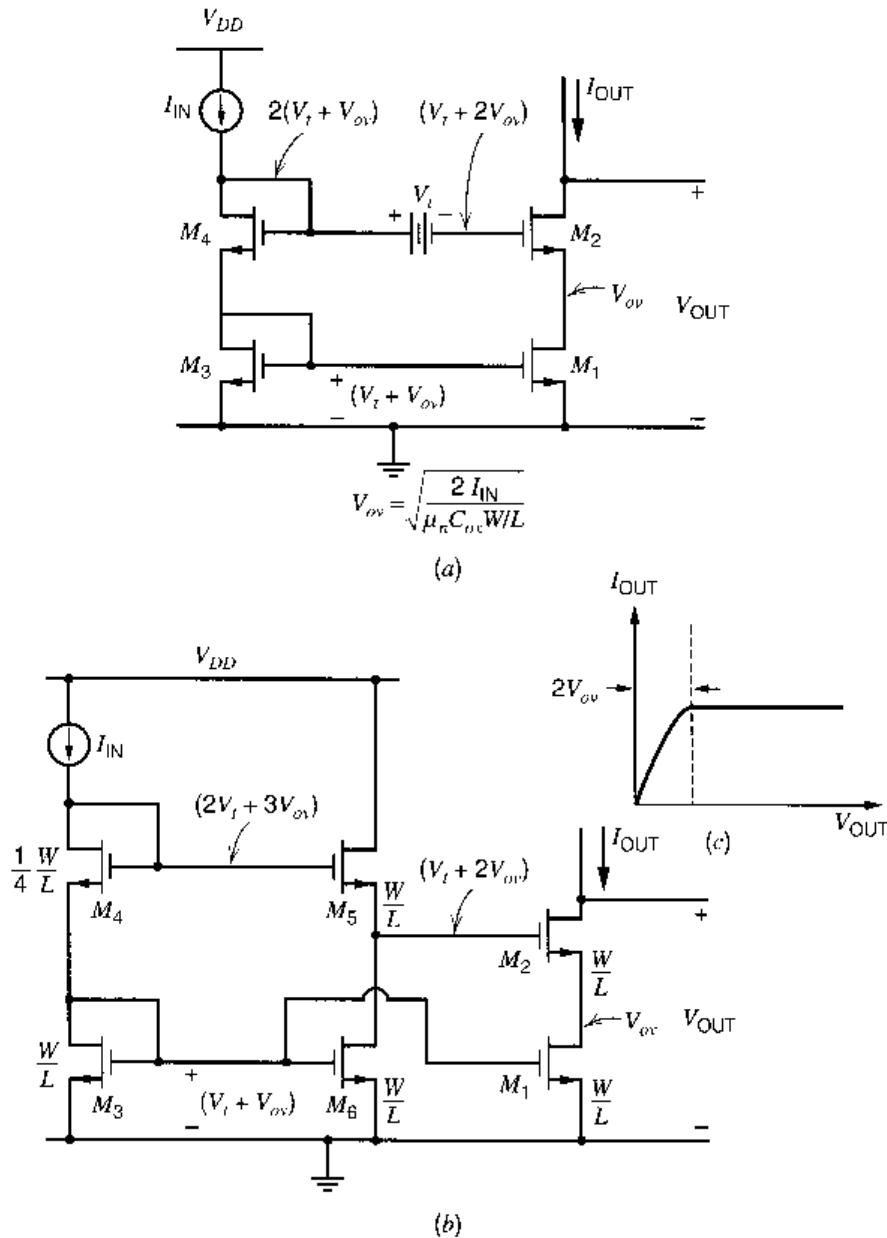 V_DD
I_IN
2(V_t + V_ov)
(V_t + 2V_ov)
I_OUT
+
+ V_t −
M_4
M_2
V_ov
V_OUT
M_3
M_1
+
(V_t + V_ov)
−
−
V_ov = √(2 I_IN / μ_n C_ox W/L)
(a)
I_OUT
V_DD
2V_ov
I_IN
(2V_t + 3V_ov)
V_OUT
(c)
I_OUT
(V_t + 2V_ov)
1/4 W/L
M_4
M_5
W/L
+
M_2
W/L
V_ov
V_OUT
W/L
M_3
+
(V_t + V_ov)
−
M_6
W/L
M_1
W/L
−
(b)